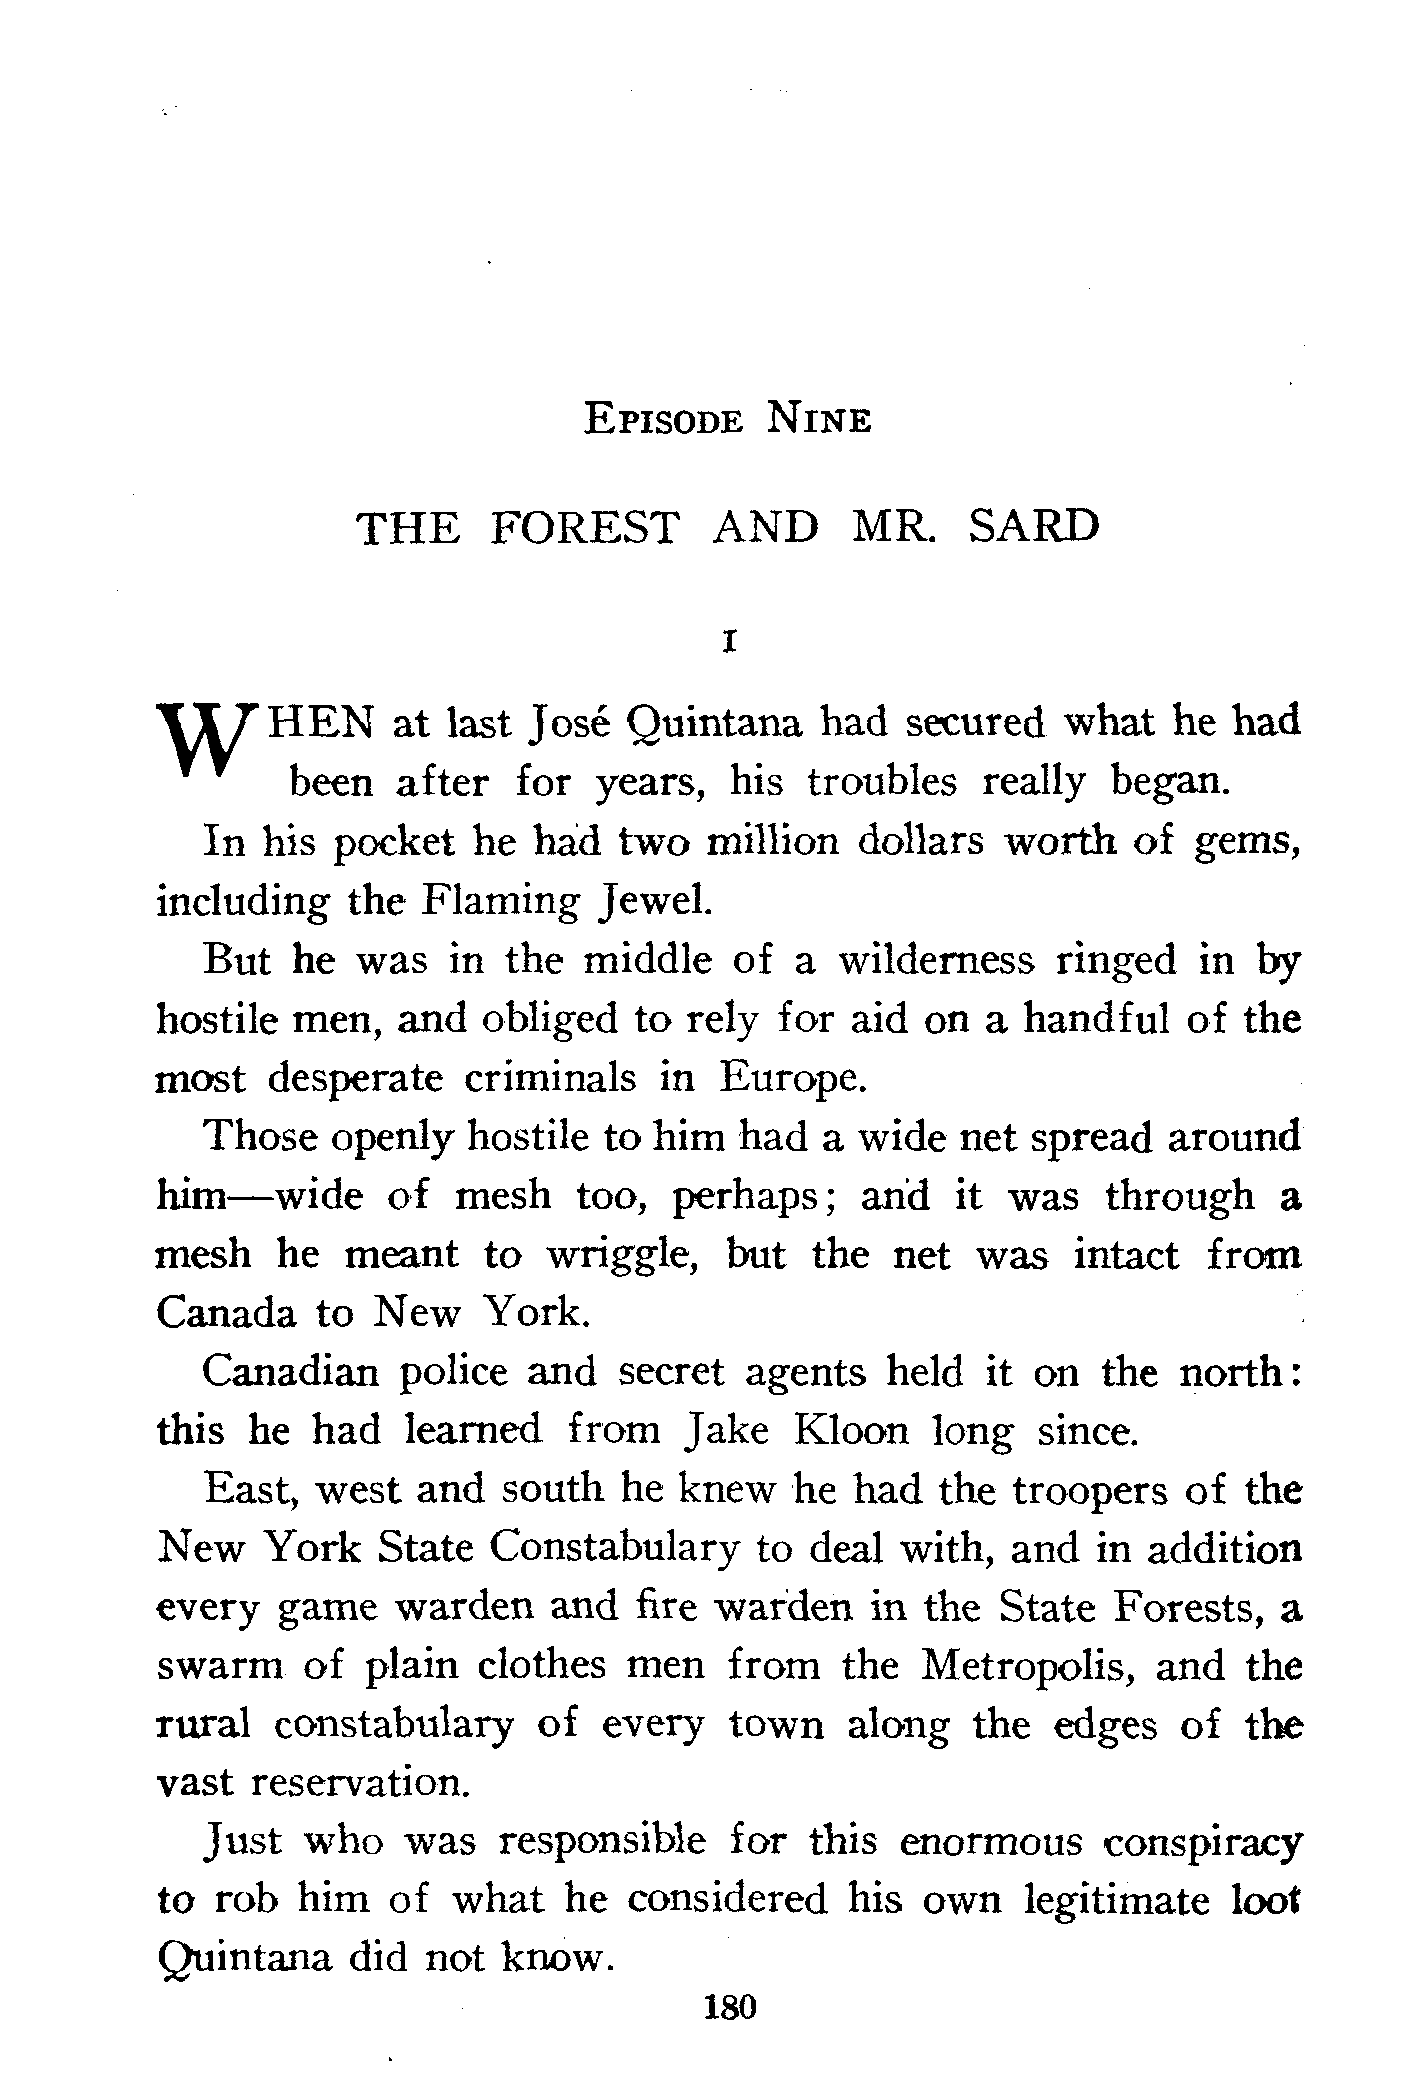 Episode Nine
THE FOREST AND MR. SARD
I
WHEN at last José Quintana had secured what he had
been after for years, his troubles really began.
In his pocket he had two million dollars worth of gems,
including the Flaming Jewel.
But he was in the middle of a wilderness ringed in by
hostile men, and obliged to rely for aid on a handful of the
most desperate criminals in Europe.
Those openly hostile to him had a wide net spread around
him—wide of mesh too, perhaps; and it was through a
mesh he meant to wriggle, but the net was intact from
Canada to New York.
Canadian police and secret agents held it on the north:
this he had learned from Jake Kloon long since.
East, west and south he knew he had the troopers of the
New York State Constabulary to deal with, and in addition
every game warden and fire warden in the State Forests, a
swarm of plain clothes men from the Metropolis, and the
rural constabulary of every town along the edges of the
vast reservation.
Just who was responsible for this enormous conspiracy
to rob him of what he considered his own legitimate loot
Quintana did not know.
180